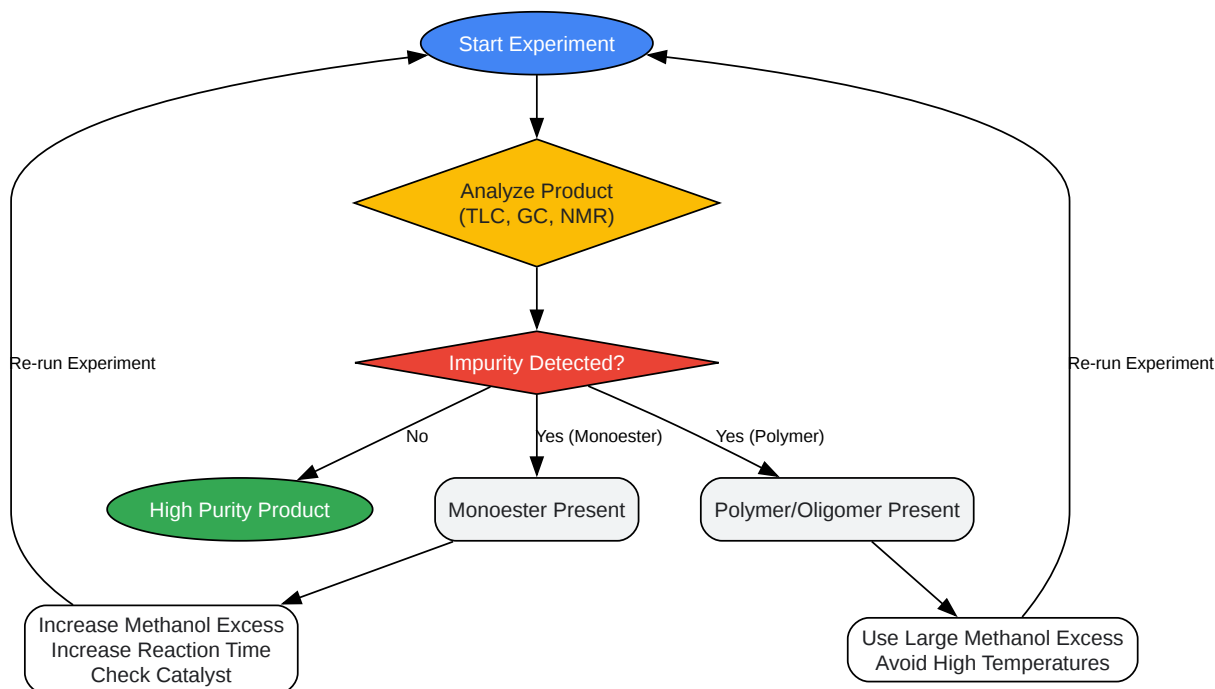 Start Experiment
Analyze Product
(TLC, GC, NMR)
Impurity Detected?
Re-run Experiment
Re-run Experiment
No
Yes (Monoester)
Yes (Polymer)
High Purity Product
Monoester Present
Polymer/Oligomer Present
Increase Methanol Excess
Increase Reaction Time
Check Catalyst
Use Large Methanol Excess
Avoid High Temperatures